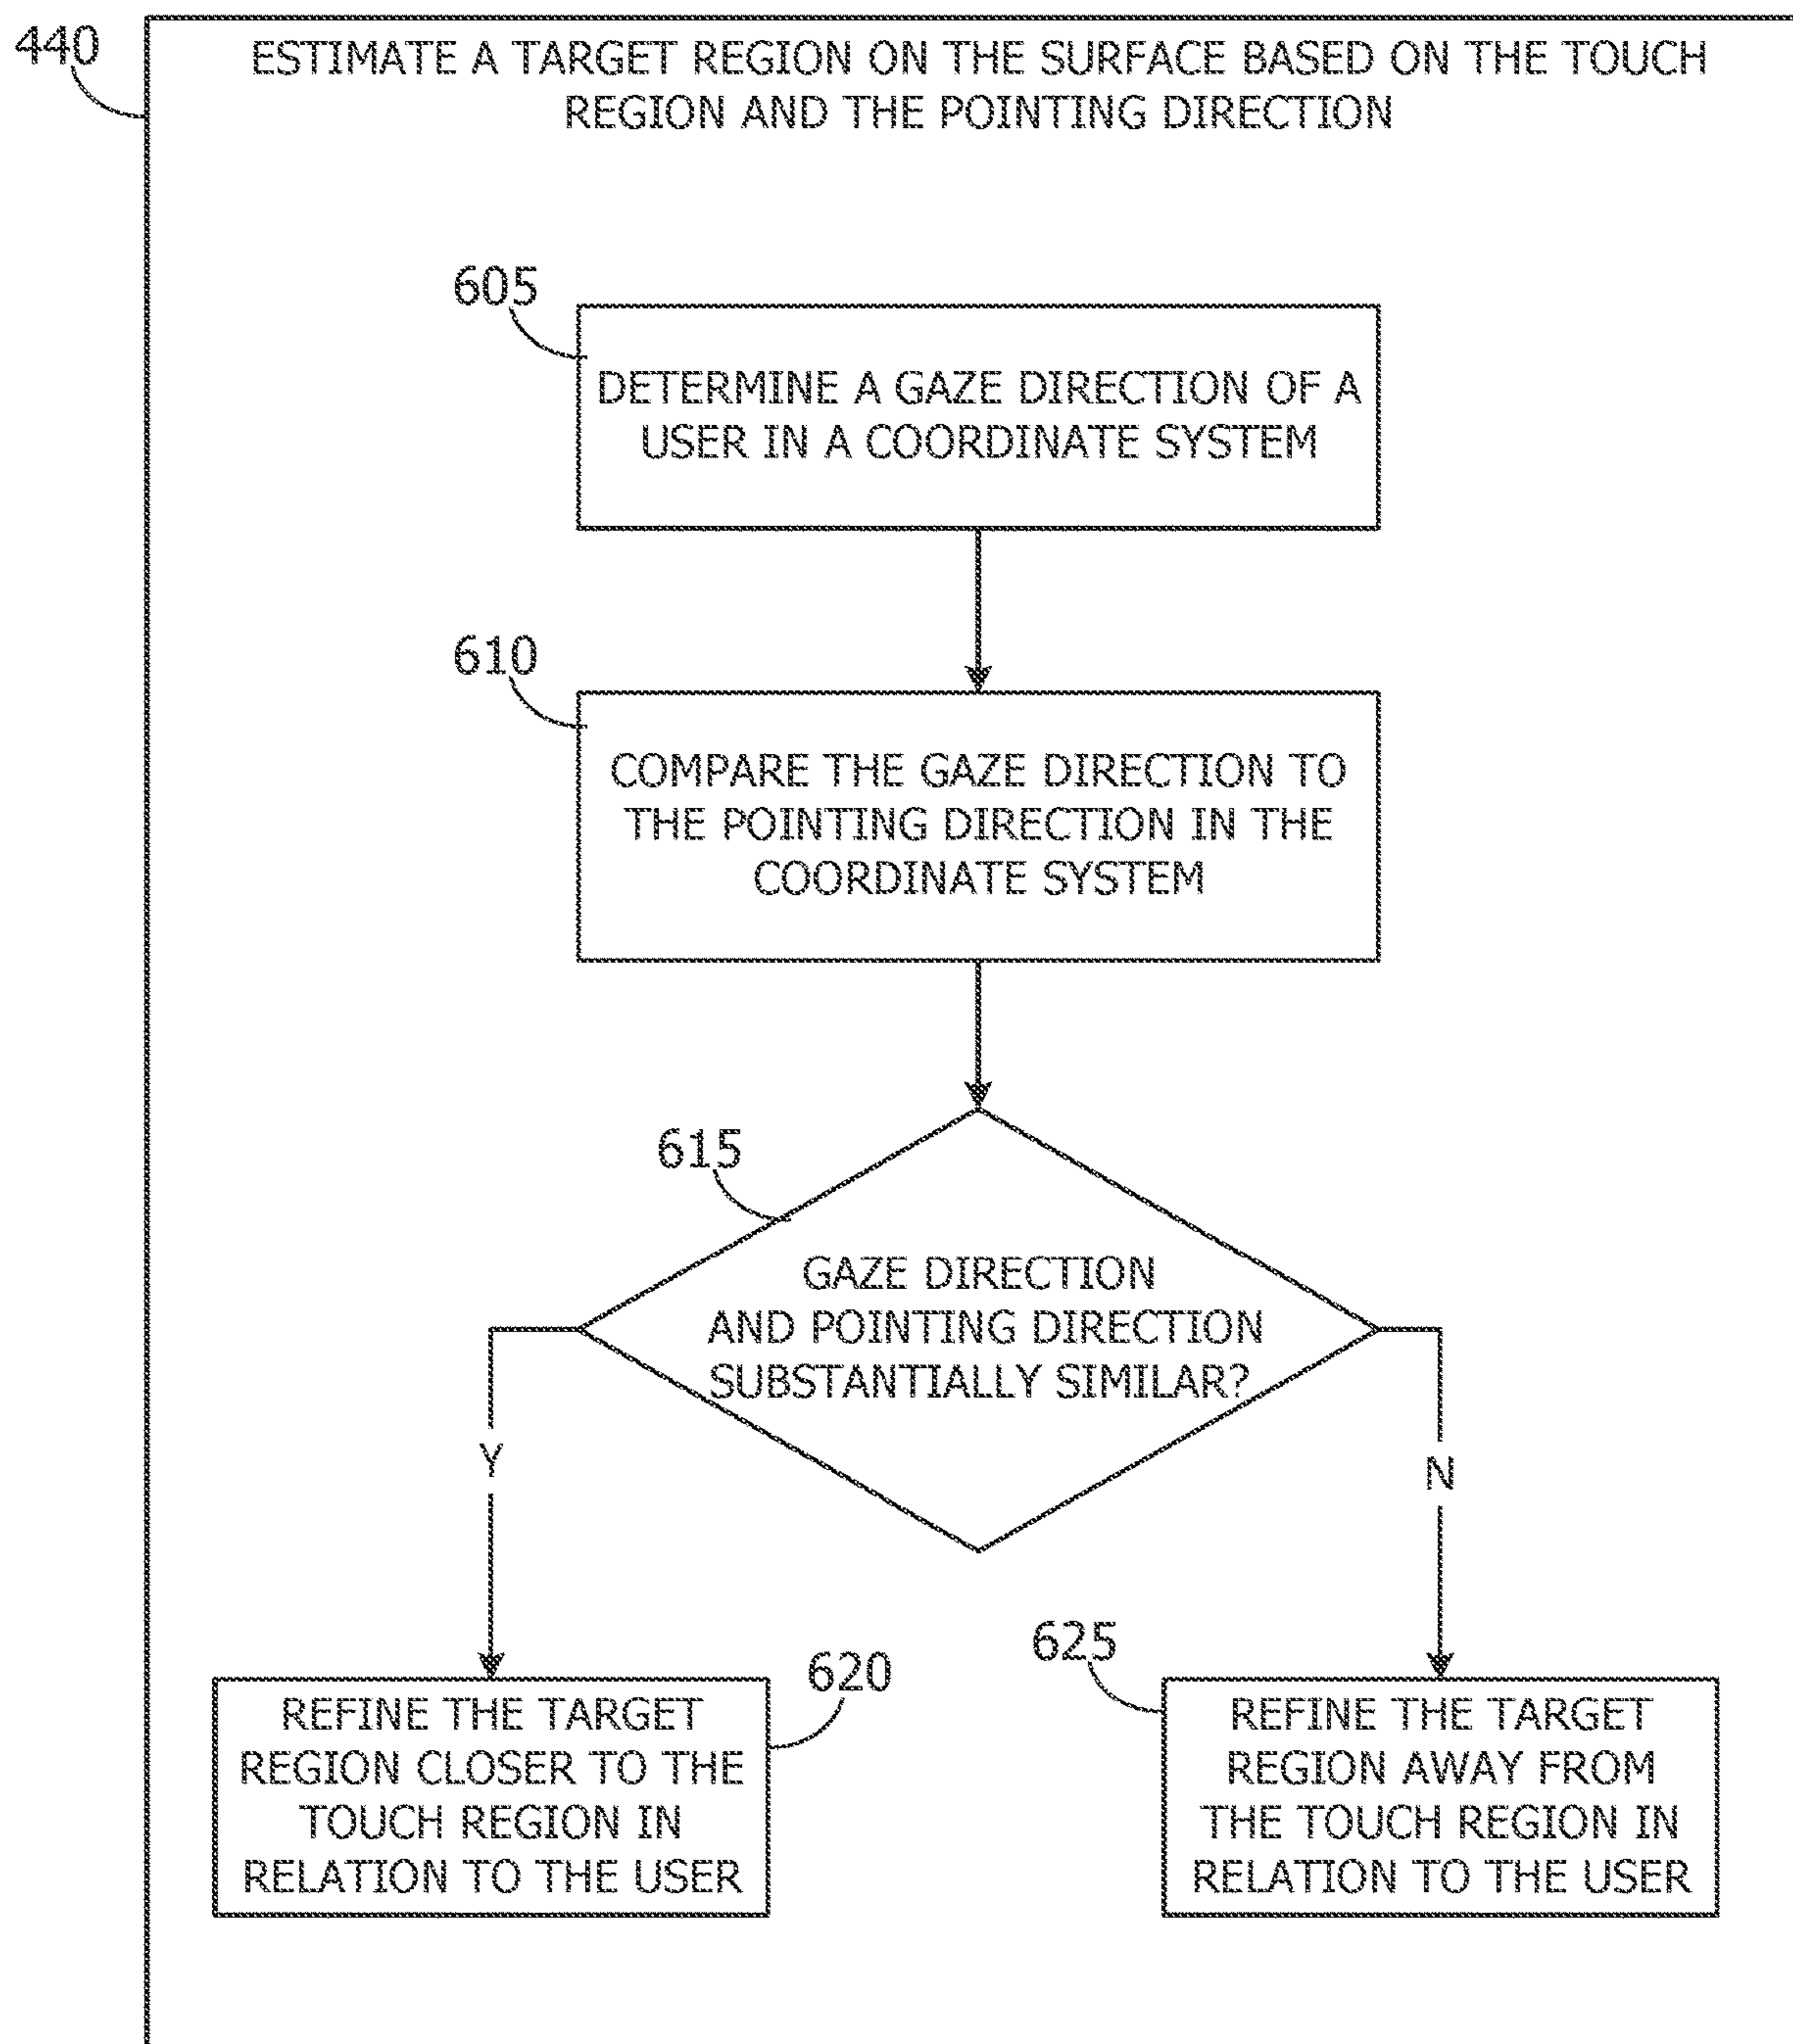 440
ESTIMATE A TARGET REGION ON THE SURFACE BASED ON THE TOUCH
REGION AND THE POINTING DIRECTION
605
DETERMINE A GAZE DIRECTION OF A
USER IN A COORDINATE SYSTEM
610
COMPARE THE GAZE DIRECTION TO
THE POINTING DIRECTION IN THE
COORDINATE SYSTEM
615
GAZE DIRECTION
AND POINTING DIRECTION
SUBSTANTIALLY SIMILAR?
Y
N
620
REFINE THE TARGET
REGION CLOSER TO THE
TOUCH REGION IN
RELATION TO THE USER
625
REFINE THE TARGET
REGION AWAY FROM
THE TOUCH REGION IN
RELATION TO THE USER